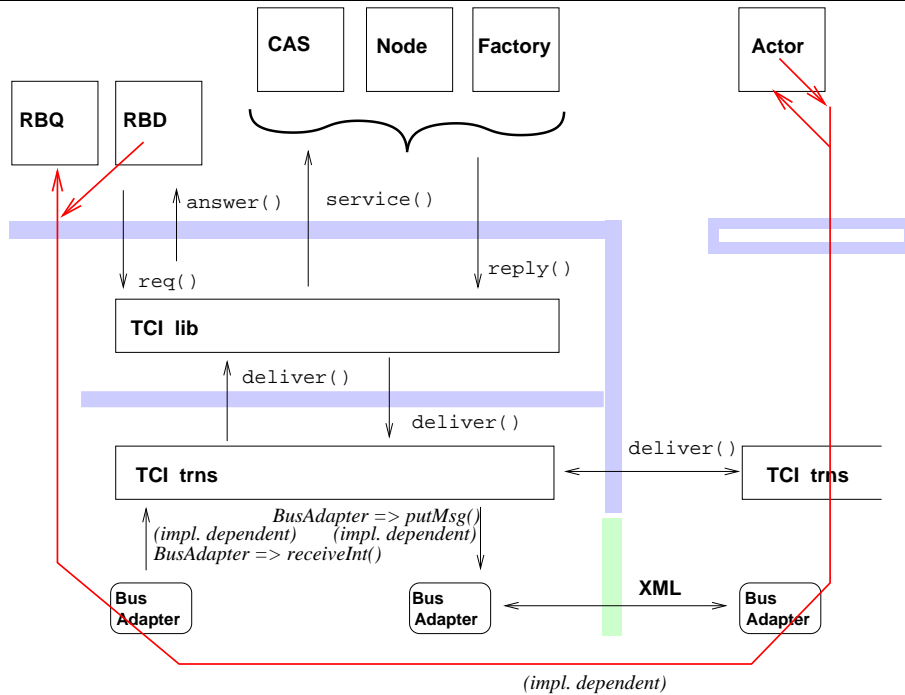 CAS
Node
Factory
Actor
RBQ
RBD
answer()
service()
req()
reply()
TCI lib
deliver()
deliver()
deliver()
TCI trns
TCI trns
BusAdapter => putMsg()
(impl. dependent)
(impl. dependent)
BusAdapter => receiveInt()
XML
Bus
Adapter
Bus
Adapter
Bus
Adapter
(impl. dependent)